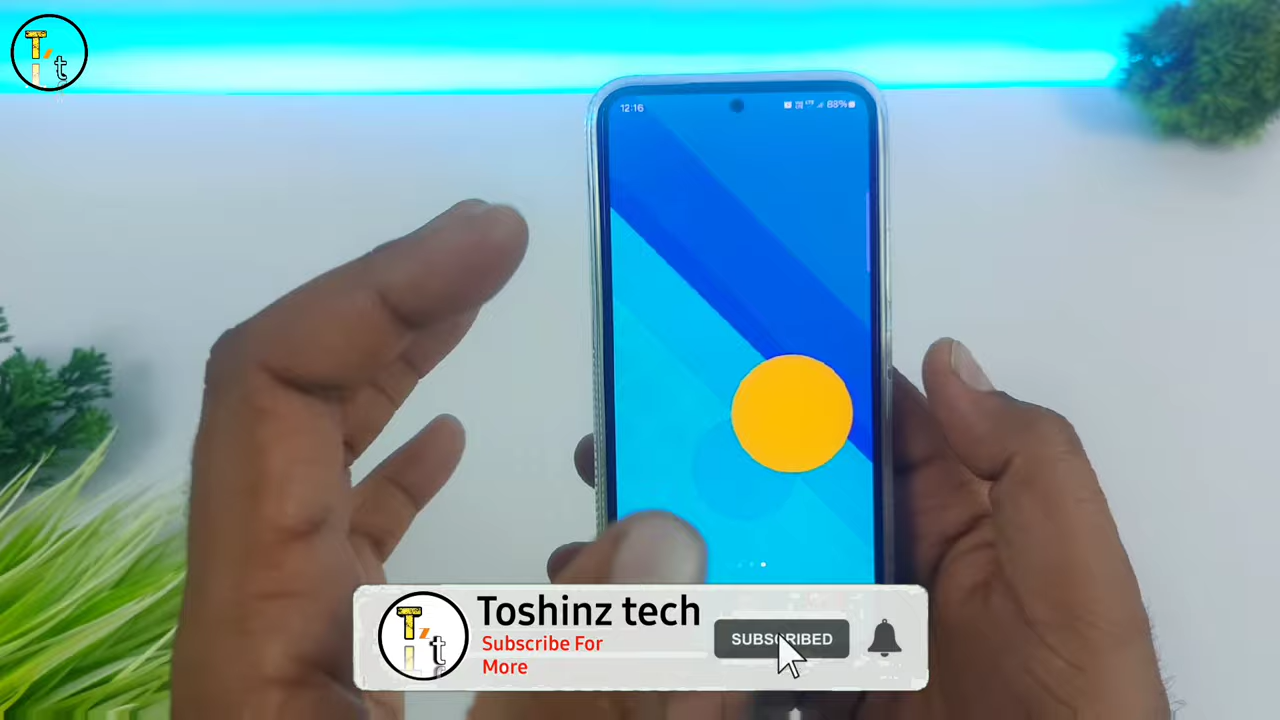 T
t
12:16
88%
Toshinz tech
Subscribe For
More
SUBSCRIBED
T
t